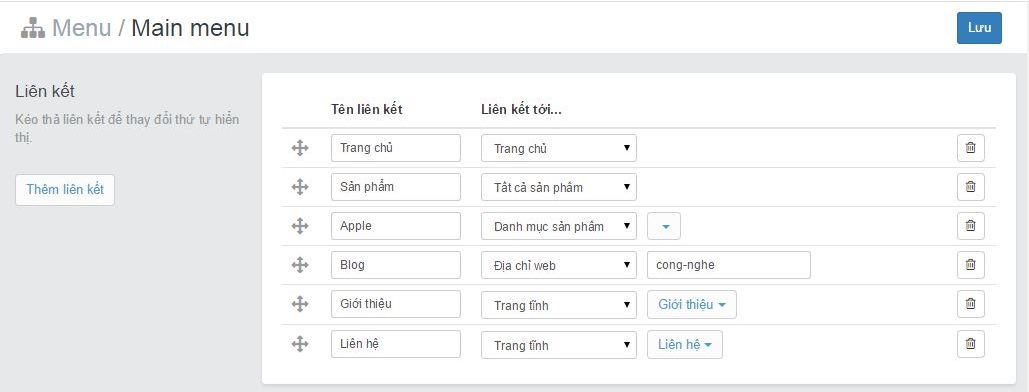 Menu / Main menu
Lưu
Liên kết
Kéo thả liên kết để thay đổi thứ tự hiển
thị.
Thêm liên kết
Tên liên kết Liên kết tới...
Trang chủ Trang chủ
Sản phẩm Tất cả sản phẩm
Apple Danh mục sản phẩm
Blog Địa chỉ web cong-nghe
Giới thiệu Trang tĩnh Giới thiệu
Liên hệ Trang tĩnh Liên hệ